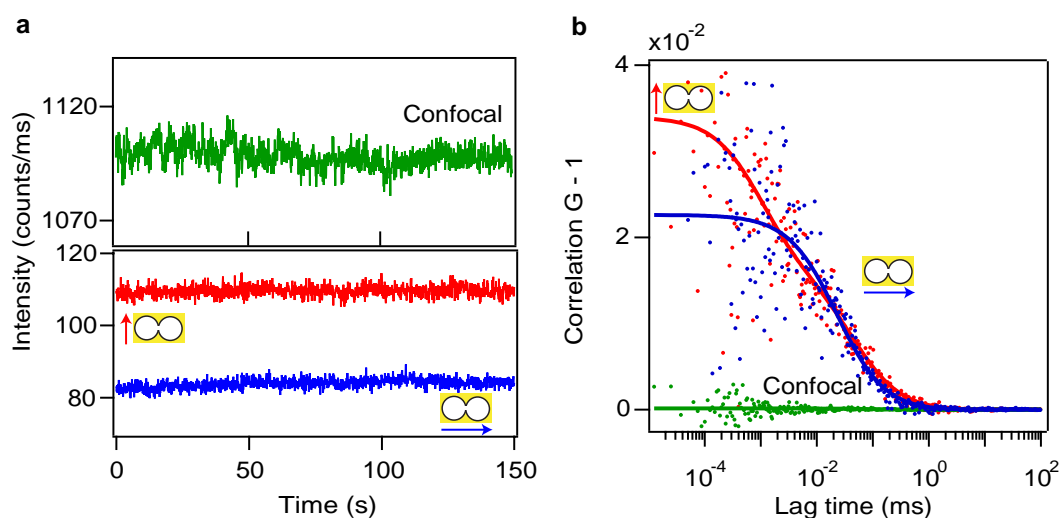 a
Intensity (counts/ms)
1120
1070
Confocal
120
100
80
0
50
100
150
Time (s)
b
x10⁻²
Correlation G - 1
4
2
0
Confocal
10⁻⁴
10⁻²
10⁰
10²
Lag time (ms)